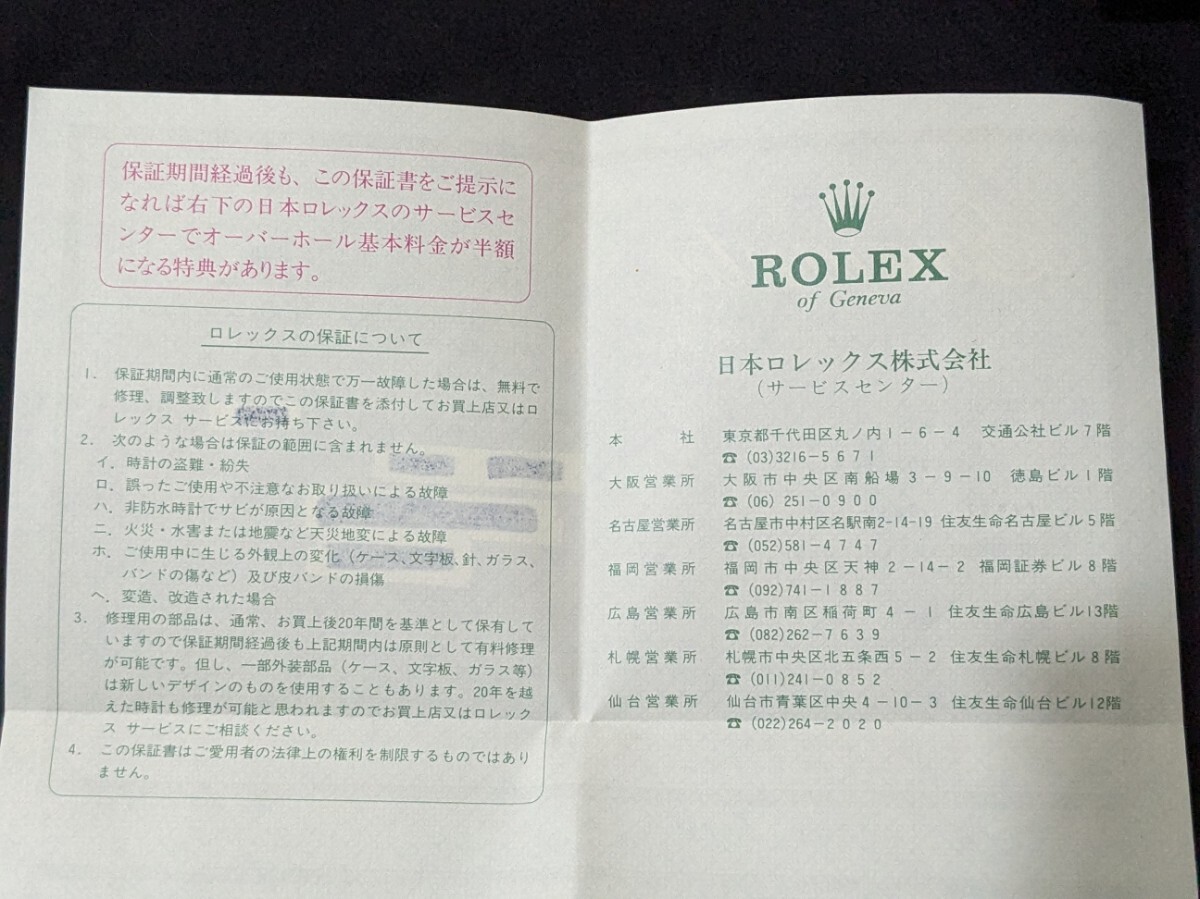 保証期間経過後も、この保証書をご提示に
なれば右下の日本ロレックスのサービスセ
ンターでオーバーホール基本料金が半額
になる特典があります。
ロレックスの保証について
1. 保証期間内に通常のご使用状態で万一故障した場合は、無料で
修理、調整致しますのでこの保証書を添付してお買上店又はロ
レックス サービスにお持ち下さい。
2. 次のような場合は保証の範囲に含まれません。
イ. 時計の盗難・紛失
ロ. 誤ったご使用や不注意なお取り扱いによる故障
ハ. 非防水時計でサビが原因となる故障
ニ. 火災・水害または地震など天災地変による故障
ホ. ご使用中に生じる外観上の変化（ケース、文字板、針、ガラス、
バンドの傷など）及び皮バンドの損傷
ヘ. 変造、改造された場合
3. 修理用の部品は、通常、お買上後20年間を基準として保有して
いますので保証期間経過後も上記期間内は原則として有料修理
が可能です。但し、一部外装部品（ケース、文字板、ガラス等）
は新しいデザインのものを使用することもあります。20年を越
えた時計も修理が可能と思われますのでお買上店又はロレック
ス サービスにご相談ください。
4. この保証書はご愛用者の法律上の権利を制限するものではあり
ません。
ROLEX
of Geneva
日本ロレックス株式会社
（サービスセンター）
本社 東京都千代田区丸ノ内1-6-4 交通公社ビル7階
☎ (03)3216-5671
大阪営業所 大阪市中央区南船場3-9-10 徳島ビル1階
☎ (06) 251-0900
名古屋営業所 名古屋市中村区名駅南2-14-19 住友生命名古屋ビル5階
☎ (052)581-4747
福岡営業所 福岡市中央区天神2-14-2 福岡証券ビル8階
☎ (092)741-1887
広島営業所 広島市南区稲荷町4-1 住友生命広島ビル13階
☎ (082)262-7639
札幌営業所 札幌市中央区北五条西5-2 住友生命札幌ビル8階
☎ (011)241-0852
仙台営業所 仙台市青葉区中央4-10-3 住友生命仙台ビル12階
☎ (022)264-2020